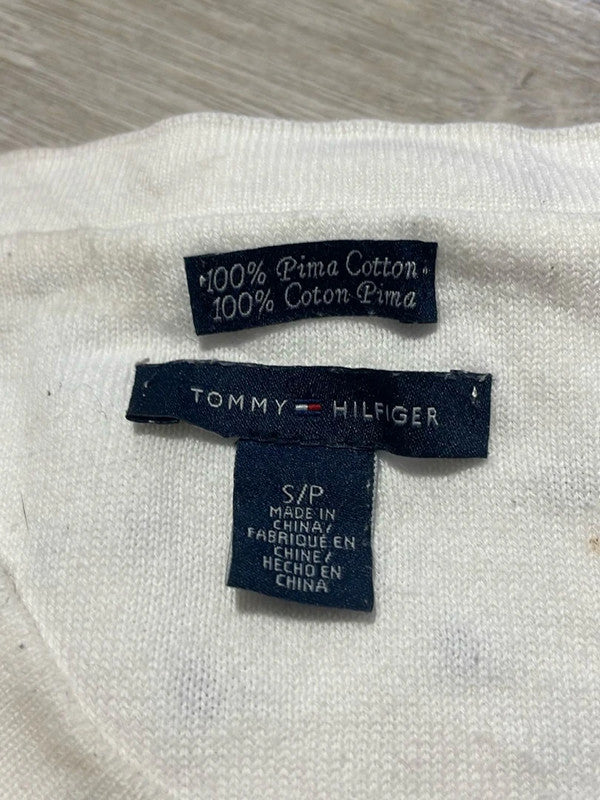 100% Pima Cotton
100% Coton Pima
TOMMY HILFIGER
S/P
MADE IN
CHINA/
FABRIQUÉ EN
CHINE/
HECHO EN
CHINA